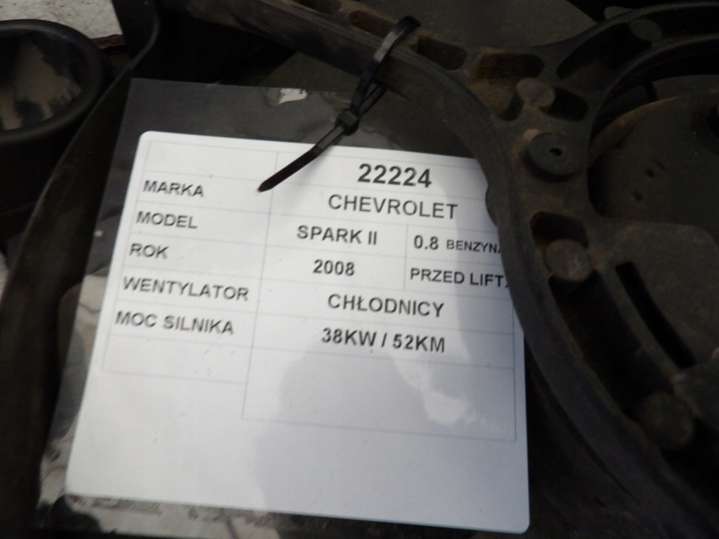 22224
MARKA CHEVROLET
MODEL SPARK II 0.8 BENZYNA
ROK 2008 PRZED LIFT.
WENTYLATOR CHŁODNICY
MOC SILNIKA 38KW / 52KM